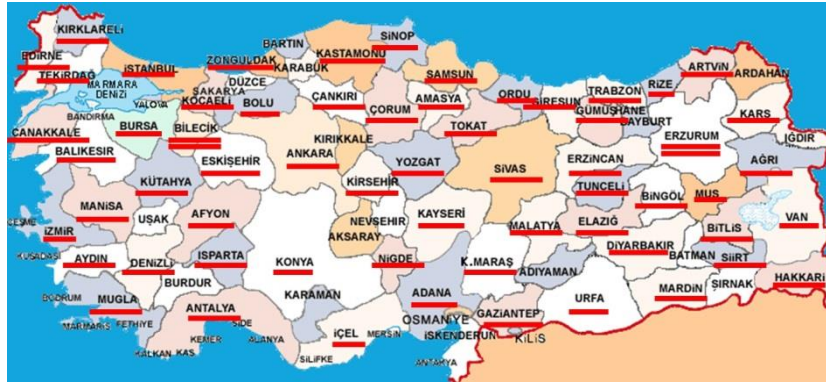 KIRKLARELİ
EDİRNE
TEKİRDAĞ
İSTANBUL
MARMARA
DENİZİ
YALOVA
KOCAELİ
SAKARYA
DÜZCE
ZONGULDAK
BARTIN
KARABÜK
KASTAMONU
SİNOP
SAMSUN
ORDU
GİRESUN
TRABZON
RİZE
ARTVİN
ARDAHAN
KARS
IĞDIR
BANDIRMA
ÇANAKKALE
BALIKESIR
BURSA
BİLECİK
BOLU
ÇANKIRI
ÇORUM
AMASYA
TOKAT
GÜMÜŞHANE
BAYBURT
ERZURUM
AĞRI
ESKİŞEHİR
ANKARA
KIRIKKALE
YOZGAT
SİVAS
ERZİNCAN
TUNCELİ
BİNGÖL
MUŞ
VAN
KÜTAHYA
MANİSA
UŞAK
AFYON
KIRŞEHİR
NEVŞEHIR
AKSARAY
KAYSERİ
MALATYA
ELAZIĞ
DİYARBAKIR
BATMAN
BİTLİS
SİİRT
HAKKARİ
ŞIRNAK
MARDİN
ÇEŞME
İZMİR
KUŞADASI
AYDIN
DENİZLİ
BURDUR
ISPARTA
KONYA
KARAMAN
NİGDE
ADANA
K.MARAŞ
ADIYAMAN
URFA
GAZİANTEP
KİLİS
OSMANİYE
İSKENDERUN
ANTAKYA
BODRUM
MUGLA
MARMARİS
FETHİYE
KALKAN
KAŞ
KEMER
ANTALYA
SİDE
ALANYA
İÇEL
MERSİN
SİLİFKE